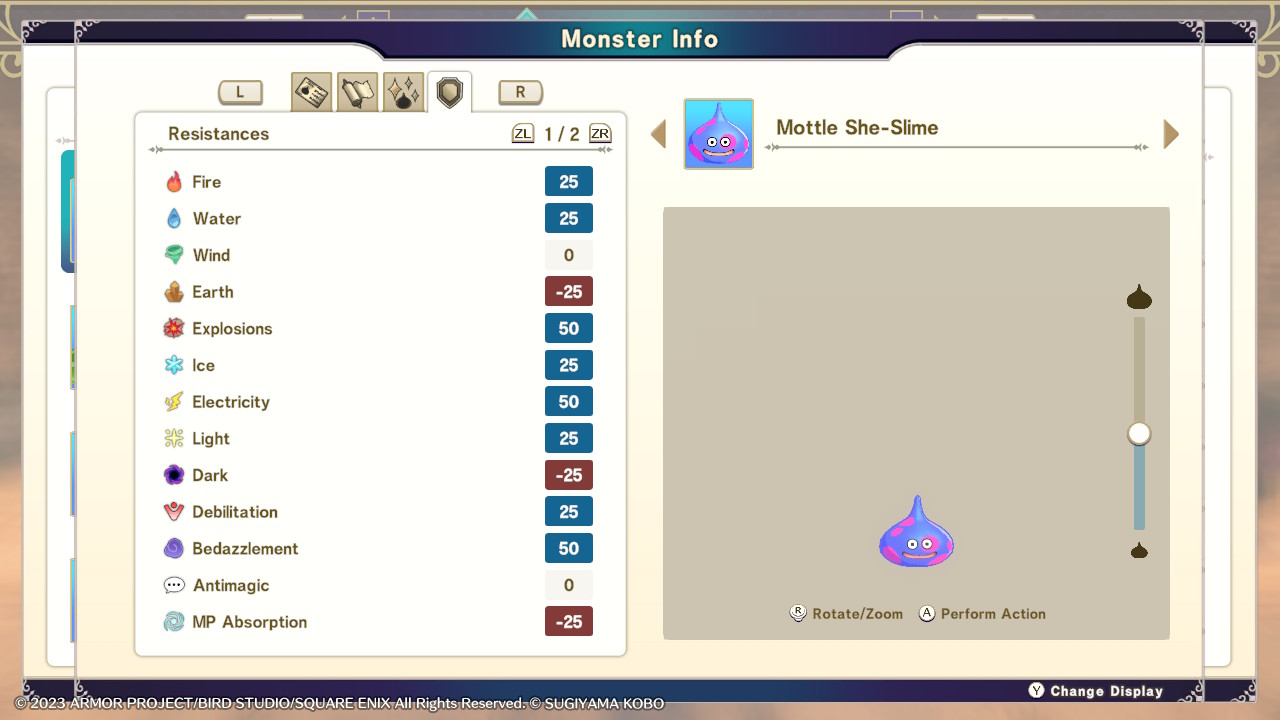 Monster Info
L
R
Resistances
ZL 1 / 2 ZR
Fire 25
Water 25
Wind 0
Earth -25
Explosions 50
Ice 25
Electricity 50
Light 25
Dark -25
Debilitation 25
Bedazzlement 50
Antimagic 0
MP Absorption -25
Mottle She-Slime
R Rotate/Zoom A Perform Action
Y Change Display
© 2023 ARMOR PROJECT/BIRD STUDIO/SQUARE ENIX All Rights Reserved. © SUGIYAMA KOBO